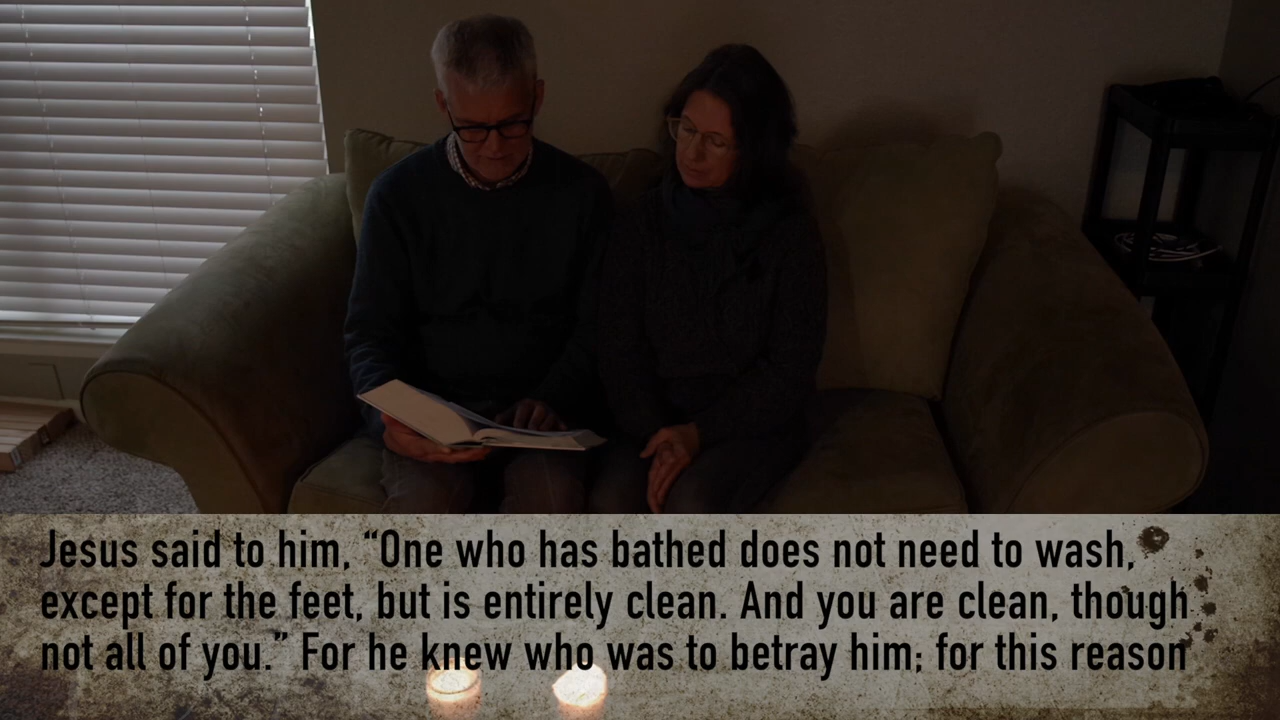 Jesus said to him, “One who has bathed does not need to wash,
except for the feet, but is entirely clean. And you are clean, though
not all of you.” For he knew who was to betray him; for this reason